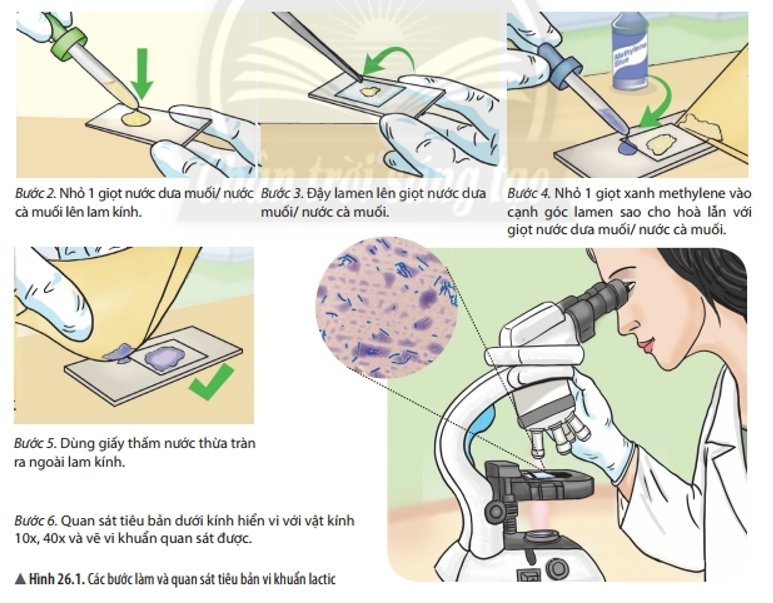 Methylene
Blue
Chân trời sáng tạo
Bước 2. Nhỏ 1 giọt nước dưa muối/ nước
cà muối lên lam kính.
Bước 3. Đậy lamen lên giọt nước dưa
muối/ nước cà muối.
Bước 4. Nhỏ 1 giọt xanh methylene vào
cạnh góc lamen sao cho hoà lẫn với
giọt nước dưa muối/ nước cà muối.
Bước 5. Dùng giấy thấm nước thừa tràn
ra ngoài lam kính.
Bước 6. Quan sát tiêu bản dưới kính hiển vi với vật kính
10x, 40x và vẽ vi khuẩn quan sát được.
▲ Hình 26.1. Các bước làm và quan sát tiêu bản vi khuẩn lactic